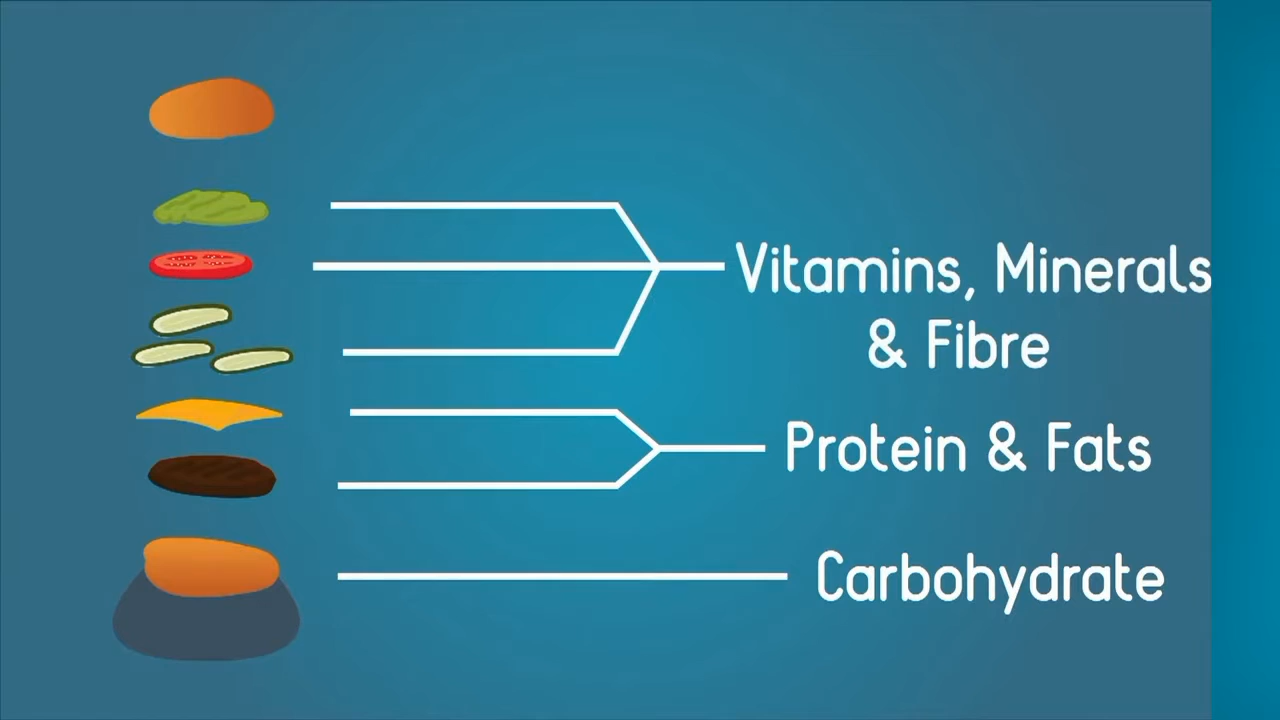 Vitamins, Minerals
& Fibre
Protein & Fats
Carbohydrate